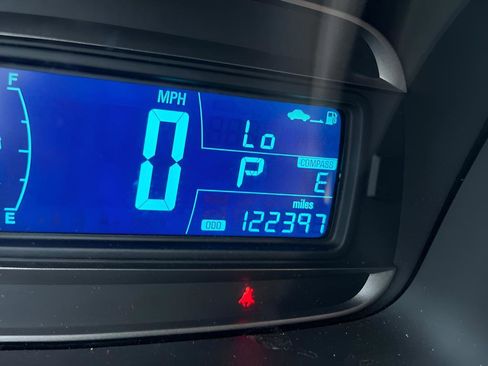 F
MPH
0
Lo
COMPASS
P E
E
miles
ODO 122397